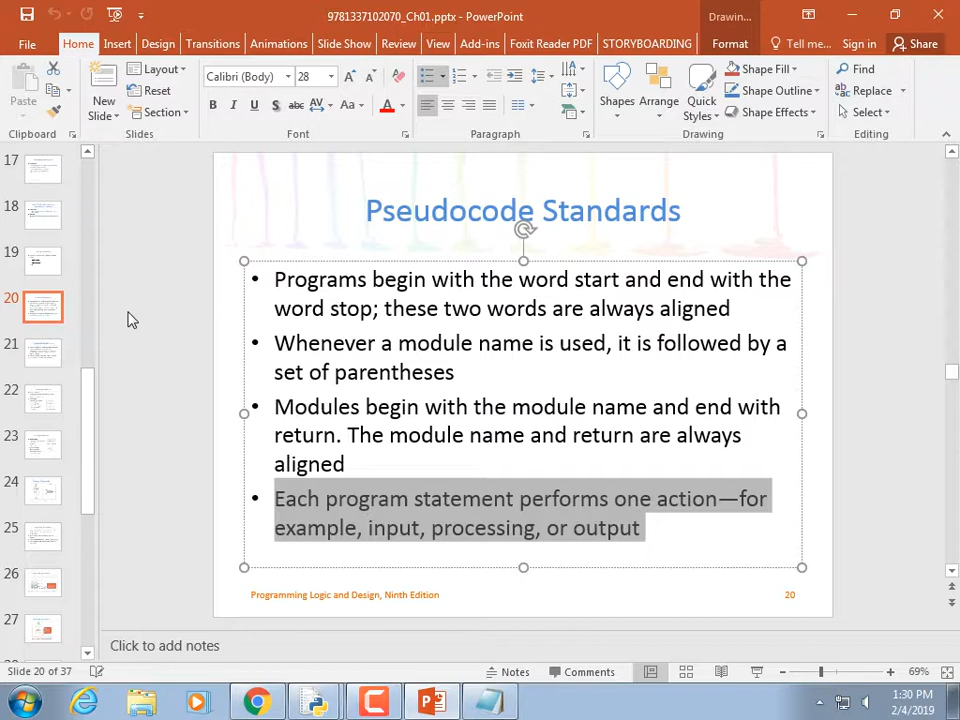 9781337102070_Ch01.pptx - PowerPoint
Drawin...
File Home Insert Design Transitions Animations Slide Show Review View Add-ins Foxit Reader PDF STORYBOARDING Format Tell me... Sign in Share
Paste
Clipboard
New
Slide
Layout
Reset
Section
Slides
Calibri (Body) 28
B I U S abc AV Aa A
Font
Paragraph
Shapes
Arrange
Quick
Styles
Shape Fill
Shape Outline
Shape Effects
Drawing
Find
Replace
Select
Editing
17
18
19
20
21
22
23
24
25
26
27
Pseudocode Standards
• Programs begin with the word start and end with the
word stop; these two words are always aligned
• Whenever a module name is used, it is followed by a
set of parentheses
• Modules begin with the module name and end with
return. The module name and return are always
aligned
• Each program statement performs one action—for
example, input, processing, or output
Programming Logic and Design, Ninth Edition 20
Click to add notes
Slide 20 of 37 Notes Comments 69%
1:30 PM
2/4/2019